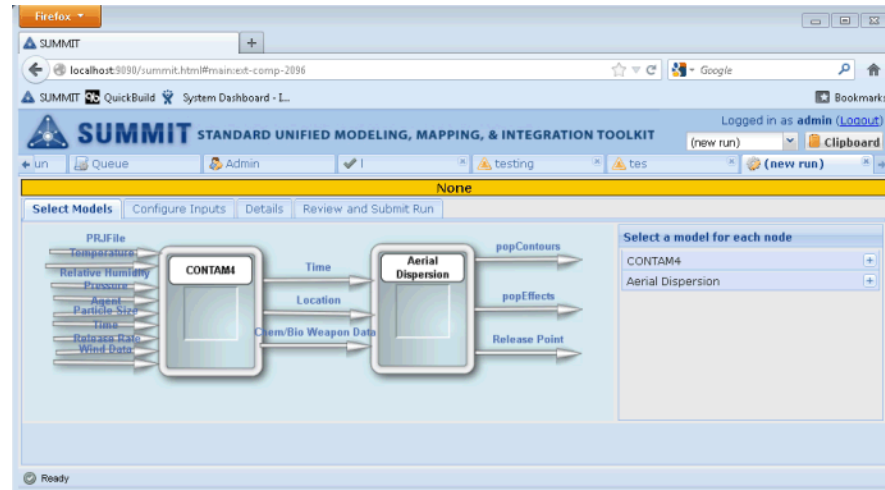 Firefox
SUMMIT
localhost:9090/summit.html#main:ext-comp-2096
Google
SUMMIT QuickBuild System Dashboard - I...
Bookmarks
SUMMIT STANDARD UNIFIED MODELING, MAPPING, & INTEGRATION TOOLKIT
Logged in as admin (Logout)
(new run) Clipboard
un Queue Admin l testing tes (new run)
None
Select Models Configure Inputs Details Review and Submit Run
PRJFile
Temperature
Relative Humidity
Pressure
Agent
Particle Size
Time
Release Rate
Wind Data
CONTAM4
Time
Location
Chem/Bio Weapon Data
Aerial
Dispersion
popContours
popEffects
Release Point
Select a model for each node
CONTAM4
Aerial Dispersion
Ready